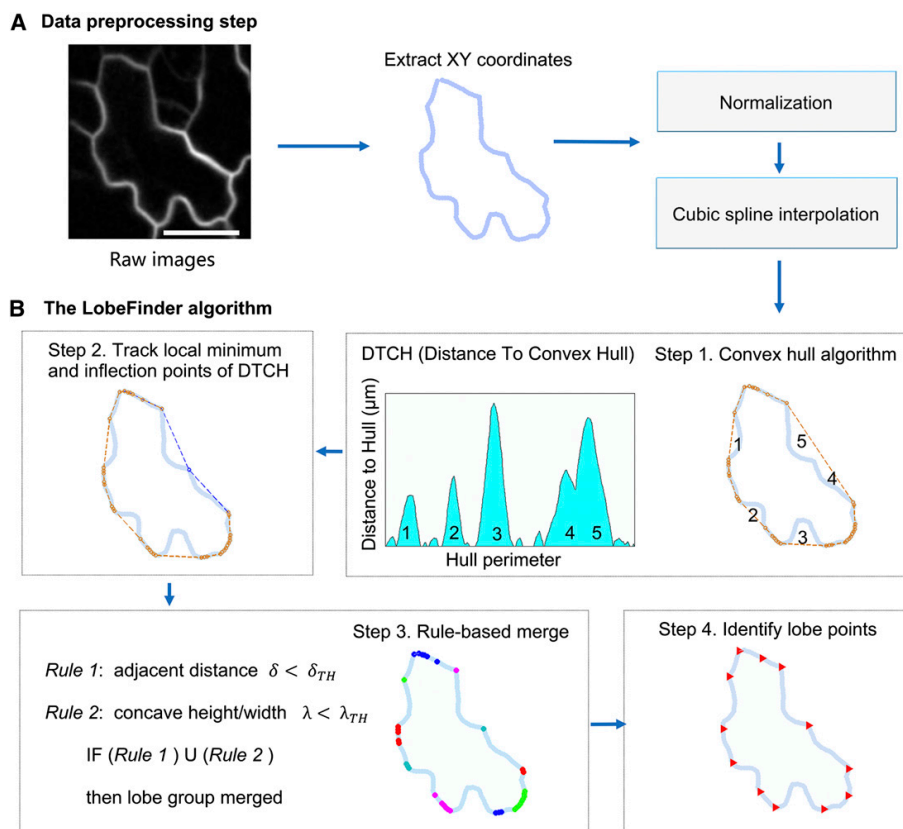 A Data preprocessing step
Extract XY coordinates
Normalization
Cubic spline interpolation
Raw images
B The LobeFinder algorithm
Step 2. Track local minimum
and inflection points of DTCH
DTCH (Distance To Convex Hull)
Distance to Hull (μm)
1 2 3 4 5
Hull perimeter
Step 1. Convex hull algorithm
1
5
4
2
3
Step 3. Rule-based merge
Rule 1: adjacent distance δ < δ_TH
Rule 2: concave height/width λ < λ_TH
IF (Rule 1 ) U (Rule 2 )
then lobe group merged
Step 4. Identify lobe points